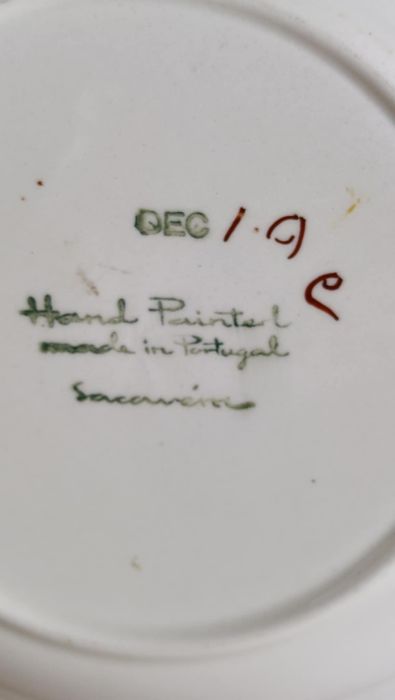 DEC 1.9
Hand Painted
made in Portugal
Sacavém